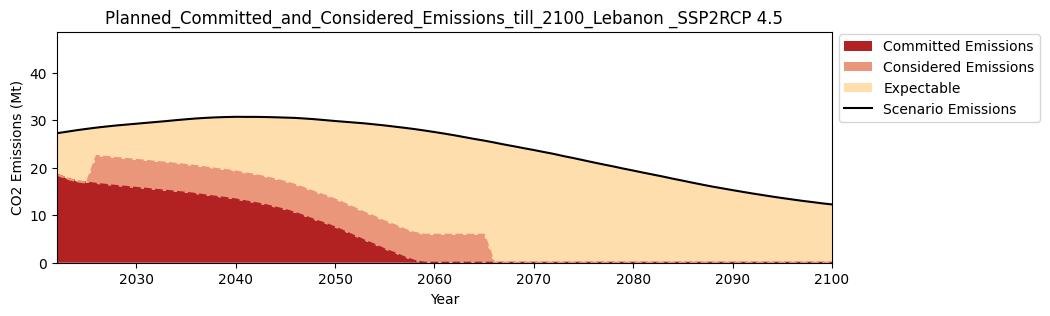 Planned_Committed_and_Considered_Emissions_till_2100_Lebanon _SSP2RCP 4.5
Committed Emissions
Considered Emissions
Expectable
Scenario Emissions
CO2 Emissions (Mt)
40
30
20
10
0
2030 2040 2050 2060 2070 2080 2090 2100
Year